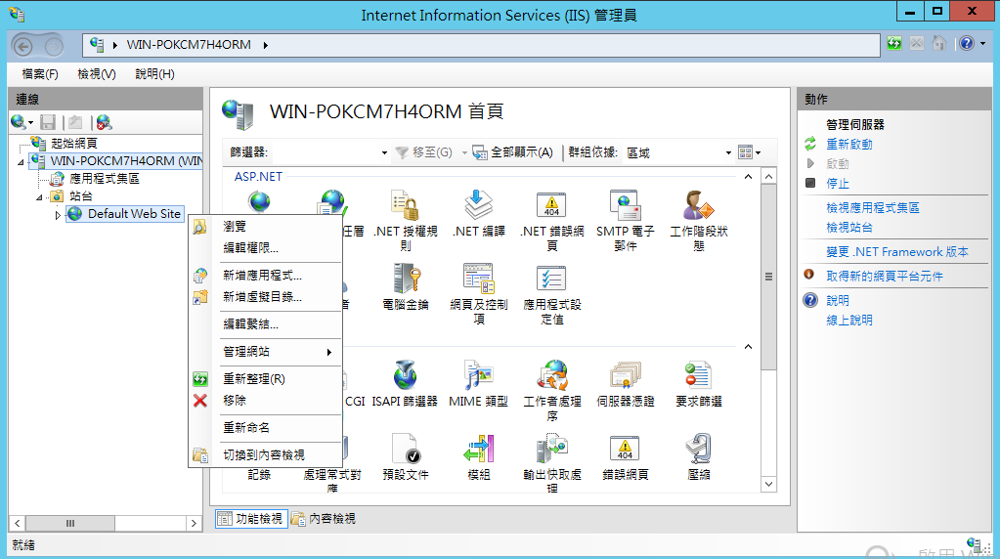 Internet Information Services (IIS) 管理員
WIN-POKCM7H4ORM
檔案(F) 檢視(V) 說明(H)
連線
起始網頁
WIN-POKCM7H4ORM (WIN
應用程式集區
站台
Default Web Site
瀏覽
編輯權限...
新增應用程式...
新增虛擬目錄...
編輯繫結...
管理網站
重新整理(R)
移除
重新命名
切換到內容檢視
WIN-POKCM7H4ORM 首頁
篩選器: 移至(G) 全部顯示(A) 群組依據: 區域
ASP.NET
任層 .NET 授權規則 .NET 編譯 .NET 錯誤網頁 SMTP 電子郵件 工作階段狀態
者 電腦金鑰 網頁及控制項 應用程式設定值
CGI ISAPI 篩選器 MIME 類型 工作者處理序 伺服器憑證 要求篩選
記錄 處理常式對應 預設文件 模組 輸出快取處理 錯誤網頁 壓縮
功能檢視 內容檢視
動作
管理伺服器
重新啟動
啟動
停止
檢視應用程式集區
檢視站台
變更 .NET Framework 版本
取得新的網頁平台元件
說明
線上說明
就緒